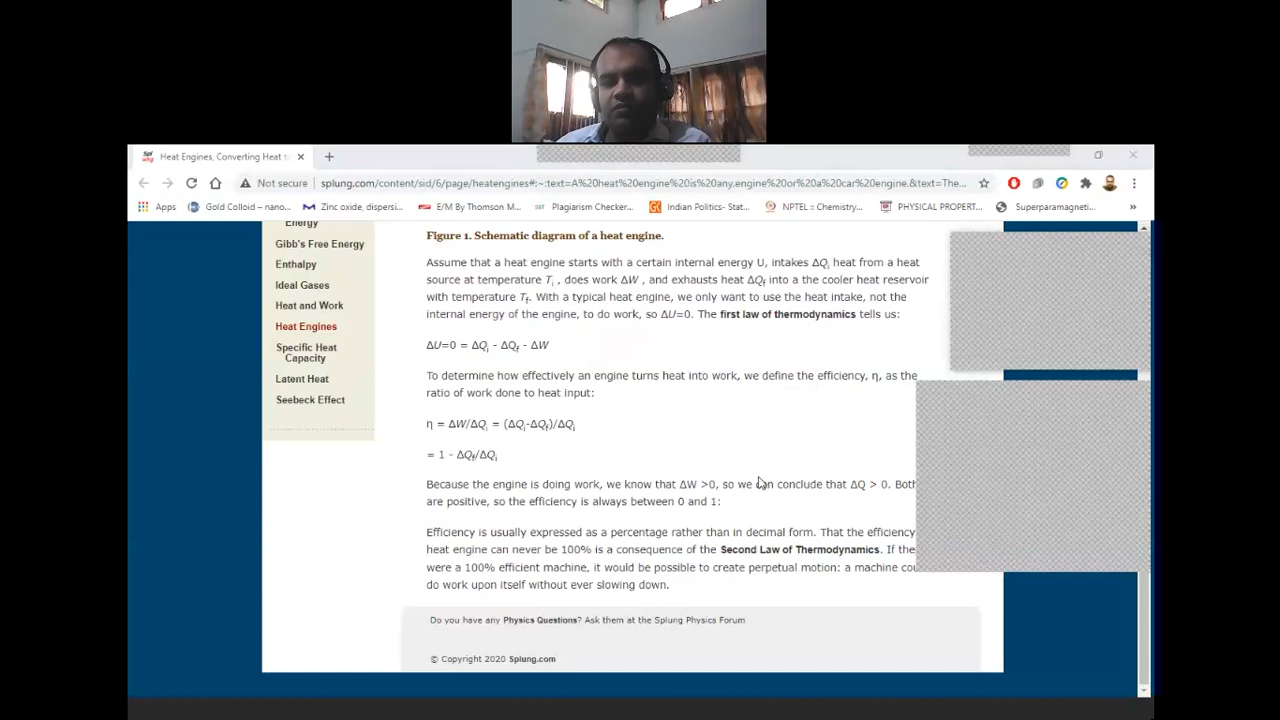 Spl
ung
Heat Engines, Converting Heat t
Not secure splung.com/content/sid/6/page/heatengines#:~:text=A%20heat%20engine%20is%20any,engine%20or%20a%20car%20engine.&text=The...
Apps Gold Colloid – nano... Zinc oxide, dispersi... E/M By Thomson M... Plagiarism Checker... Indian Politics- Stat... NPTEL :: Chemistry... PHYSICAL PROPERT... Superparamagneti... »
Energy
Gibb's Free Energy
Enthalpy
Ideal Gases
Heat and Work
Heat Engines
Specific Heat
Capacity
Latent Heat
Seebeck Effect
Figure 1. Schematic diagram of a heat engine.
Assume that a heat engine starts with a certain internal energy U, intakes ΔQi heat from a heat
source at temperature Ti , does work ΔW , and exhausts heat ΔQf into a the cooler heat reservoir
with temperature Tf. With a typical heat engine, we only want to use the heat intake, not the
internal energy of the engine, to do work, so ΔU=0. The first law of thermodynamics tells us:
ΔU=0 = ΔQi - ΔQf - ΔW
To determine how effectively an engine turns heat into work, we define the efficiency, η, as the
ratio of work done to heat input:
η = ΔW/ΔQi = (ΔQi-ΔQf)/ΔQi
= 1 - ΔQf/ΔQi
Because the engine is doing work, we know that ΔW >0, so we can conclude that ΔQ > 0. Both
are positive, so the efficiency is always between 0 and 1:
Efficiency is usually expressed as a percentage rather than in decimal form. That the efficiency
heat engine can never be 100% is a consequence of the Second Law of Thermodynamics. If the
were a 100% efficient machine, it would be possible to create perpetual motion: a machine cou
do work upon itself without ever slowing down.
Do you have any Physics Questions? Ask them at the Splung Physics Forum
© Copyright 2020 Splung.com